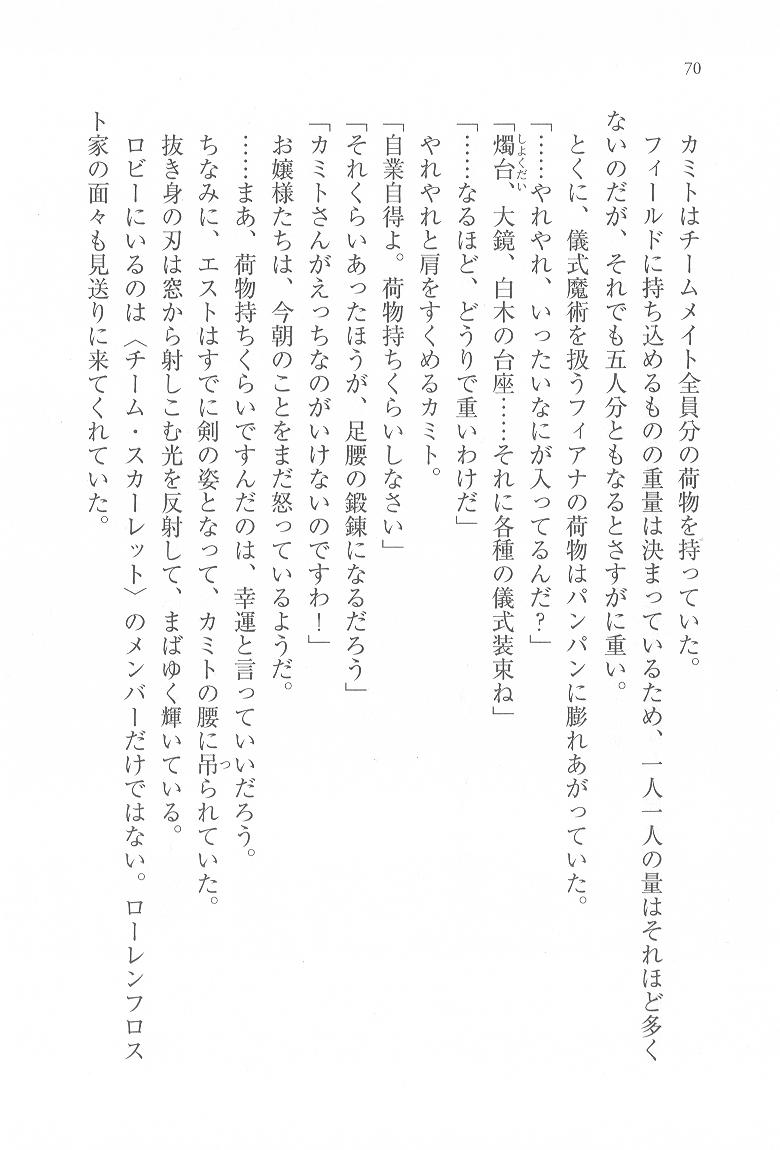 70
カミトはチームメイト全員分の荷物を持っていた。
フィールドに持ち込めるものの重量は決まっているため、一人一人の量はそれほど多く
ないのだが、それでも五人分ともなるとさすがに重い。
とくに、儀式魔術を扱うフィアナの荷物はパンパンに膨れあがっていた。
「……やれやれ、いったいなにが入ってるんだ?」
「燭台、大鏡、白木の台座……それに各種の儀式装束ね」
しよくだい
「……なるほど、どうりで重いわけだ」
やれやれと肩をすくめるカミト。
「自業自得よ。荷物持ちくらいしなさい」
「それくらいあったほうが、足腰の鍛錬になるだろう」
「カミトさんがえっちなのがいけないのですわ!」
お嬢様たちは、今朝のことをまだ怒っているようだ。
……まあ、荷物持ちくらいですんだのは、幸運と言っていいだろう。
ちなみに、エストはすでに剣の姿となって、カミトの腰に吊られていた。
つ
抜き身の刃は窓から射しこむ光を反射して、まばゆく輝いている。
ロビーにいるのは〈チーム・スカーレット〉のメンバーだけではない。ローレンフロス
ト家の面々も見送りに来てくれていた。